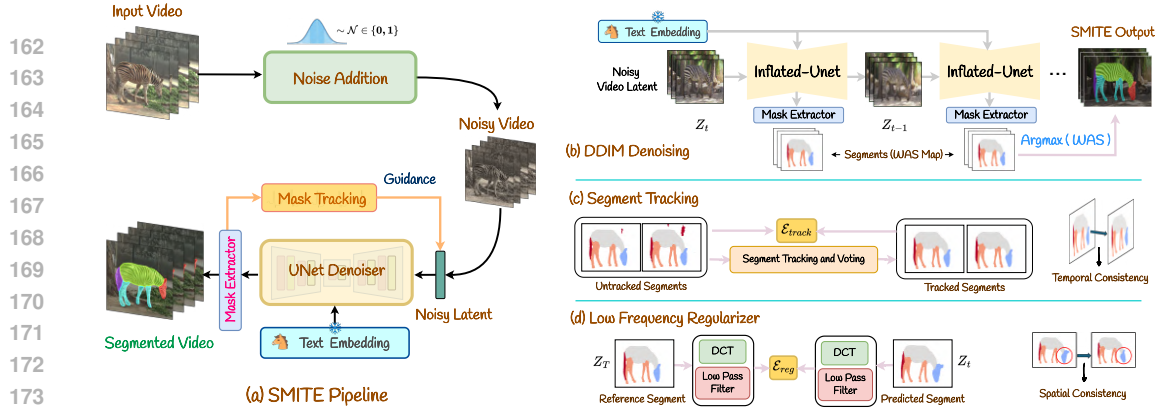 162
163
164
165
166
167
168
169
170
171
172
173
Input Video
~ N ∈ {0, 1}
Noise Addition
Noisy Video
Guidance
Mask Tracking
Mask Extractor
UNet Denoiser
Noisy Latent
Segmented Video
Text Embedding
(a) SMITE Pipeline
Text Embedding
SMITE Output
Noisy
Video Latent
Inflated-Unet
Inflated-Unet
...
Mask Extractor
Mask Extractor
Z_t
Z_{t-1}
Argmax ( WAS )
Segments (WAS Map)
(b) DDIM Denoising
(c) Segment Tracking
ℰ_{track}
Segment Tracking and Voting
Untracked Segments
Tracked Segments
Temporal Consistency
(d) Low Frequency Regularizer
Z_T
DCT
Low Pass
Filter
ℰ_{reg}
DCT
Low Pass
Filter
Z_t
Reference Segment
Predicted Segment
Spatial Consistency